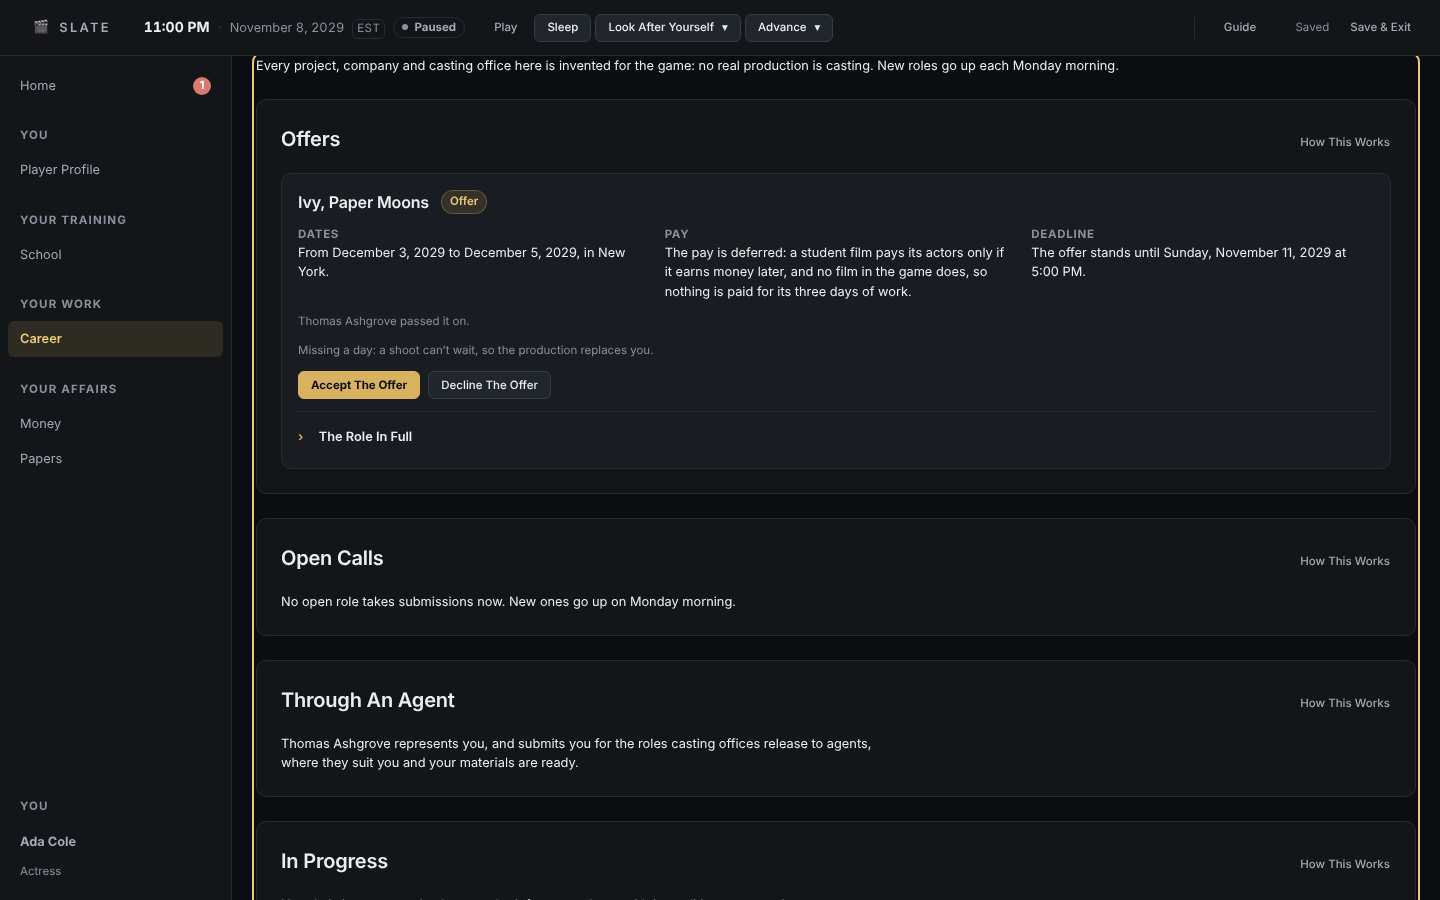 SLATE
11:00 PM · November 8, 2029 EST Paused Play Sleep Look After Yourself Advance Guide Saved Save & Exit
Home 1
YOU
Player Profile
YOUR TRAINING
School
YOUR WORK
Career
YOUR AFFAIRS
Money
Papers
YOU
Ada Cole
Actress
Every project, company and casting office here is invented for the game: no real production is casting. New roles go up each Monday morning.
Offers
How This Works
Ivy, Paper Moons Offer
DATES
From December 3, 2029 to December 5, 2029, in New
York.
PAY
The pay is deferred: a student film pays its actors only if
it earns money later, and no film in the game does, so
nothing is paid for its three days of work.
DEADLINE
The offer stands until Sunday, November 11, 2029 at
5:00 PM.
Thomas Ashgrove passed it on.
Missing a day: a shoot can't wait, so the production replaces you.
Accept The Offer Decline The Offer
The Role In Full
Open Calls
How This Works
No open role takes submissions now. New ones go up on Monday morning.
Through An Agent
How This Works
Thomas Ashgrove represents you, and submits you for the roles casting offices release to agents,
where they suit you and your materials are ready.
In Progress
How This Works